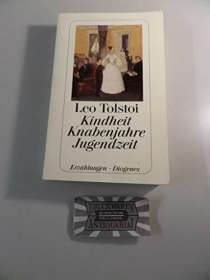 Leo Tolstoi
Kindheit
Knabenjahre
Jugendzeit
Erzählungen · Diogenes